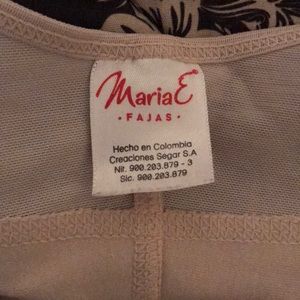 MariaE
• FAJAS •
Hecho en Colombia
Creaciones Segar S.A
Nit. 900.203.879 - 3
Sic. 900.203.879